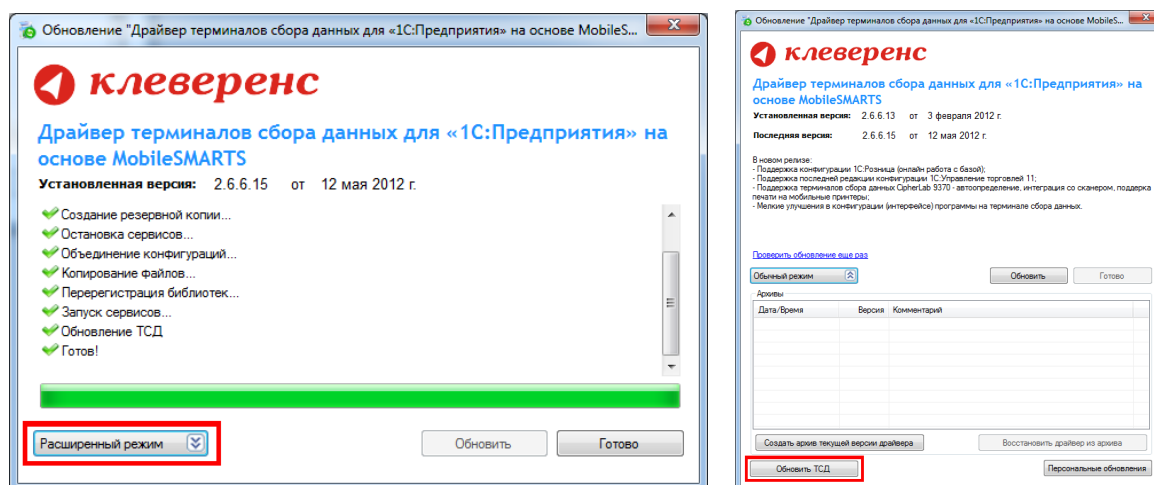 Обновление "Драйвер терминалов сбора данных для «1С:Предприятия» на основе MobileS...
клеверенс
Драйвер терминалов сбора данных для «1С:Предприятия» на
основе MobileSMARTS
Установленная версия: 2.6.6.15 от 12 мая 2012 г.
Создание резервной копии...
Остановка сервисов...
Объединение конфигураций...
Копирование файлов...
Перерегистрация библиотек...
Запуск сервисов...
Обновление ТСД
Готов!
Расширенный режим
Обновить
Готово
Обновление "Драйвер терминалов сбора данных для «1С:Предприятия» на основе MobileS...
клеверенс
Драйвер терминалов сбора данных для «1С:Предприятия» на
основе MobileSMARTS
Установленная версия: 2.6.6.13 от 3 февраля 2012 г.
Последняя версия: 2.6.6.15 от 12 мая 2012 г.
В новом релизе:
- Поддержка конфигурации 1С:Розница (онлайн работа с базой);
- Поддержка последней редакции конфигурации 1С:Управление торговлей 11;
- Поддержка терминалов сбора данных CipherLab 9370 - автоопределение, интеграция со сканером, поддерка
печати на мобильные принтеры;
- Мелкие улучшения в конфигурации (интерфейсе) программы на терминале сбора данных.
Проверить обновление еще раз
Обычный режим
Обновить
Готово
Архивы
Дата/Время Версия Комментарий
Создать архив текущей версии драйвера
Восстановить драйвер из архива
Обновить ТСД
Персональные обновления